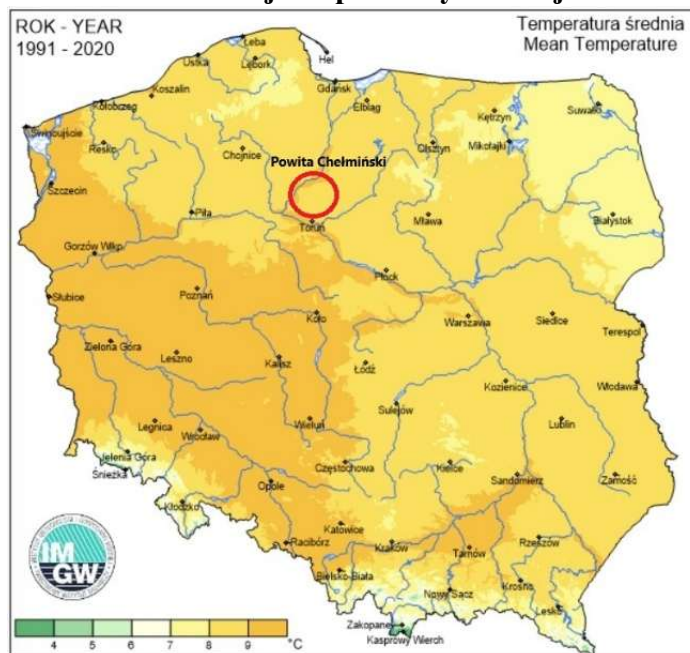 ROK - YEAR
1991 - 2020
Temperatura średnia
Mean Temperature
Łeba
Hel
Ustka
Lębork
Gdańsk
Koszalin
Kołobrzeg
Elbląg
Kętrzyn
Suwałki
Świnoujście
Resko
Chojnice
Olsztyn
Mikołajki
Powita Chełmiński
Szczecin
Piła
Toruń
Mława
Białystok
Gorzów Wlkp
Płock
Słubice
Poznań
Koło
Warszawa
Siedlce
Terespol
Zielona Góra
Leszno
Kalisz
Łódź
Kozienice
Włodawa
Sulejów
Legnica
Wrocław
Wieluń
Lublin
Jelenia Góra
Śnieżka
Częstochowa
Kielce
Sandomierz
Zamość
Kłodzko
Opole
Katowice
Racibórz
Kraków
Tarnów
Rzeszów
Bielsko-Biała
Nowy Sącz
Krosno
Lesko
Zakopane
Kasprowy Wierch
IM
GW
4 5 6 7 8 9 °C